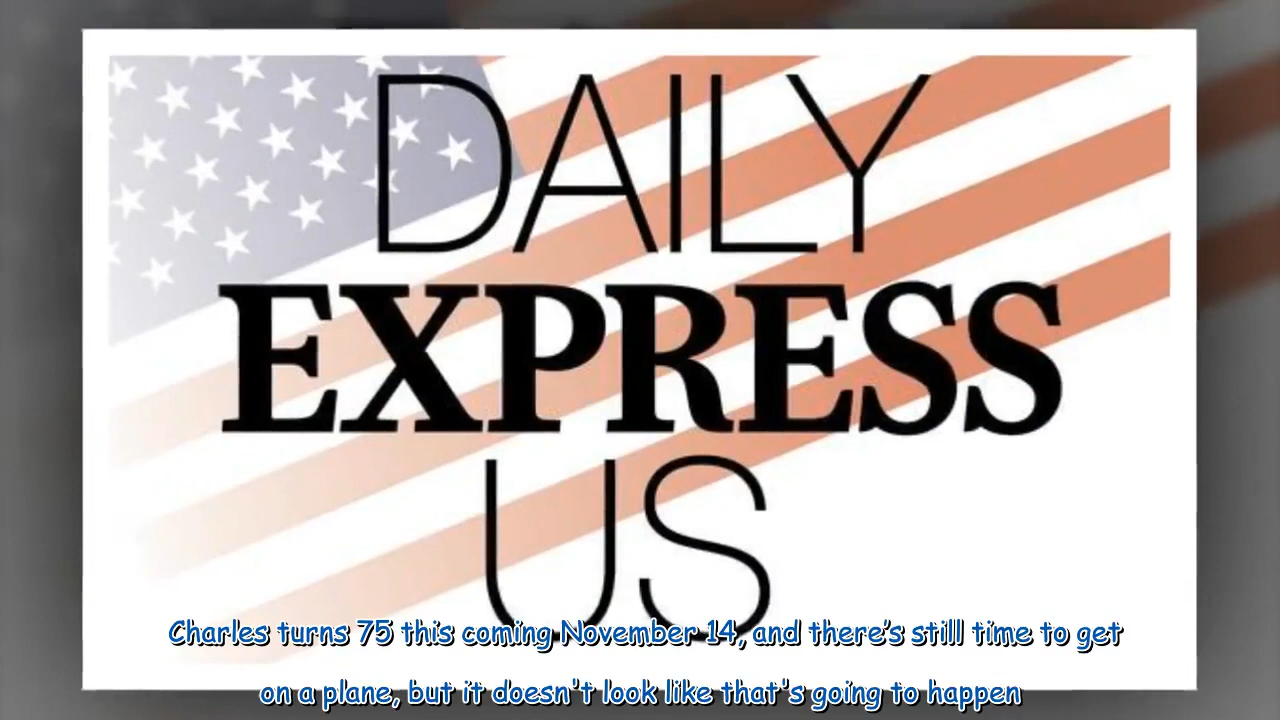 DAILY
EXPRESS
US
Charles turns 75 this coming November 14, and there's still time to get
on a plane, but it doesn't look like that's going to happen